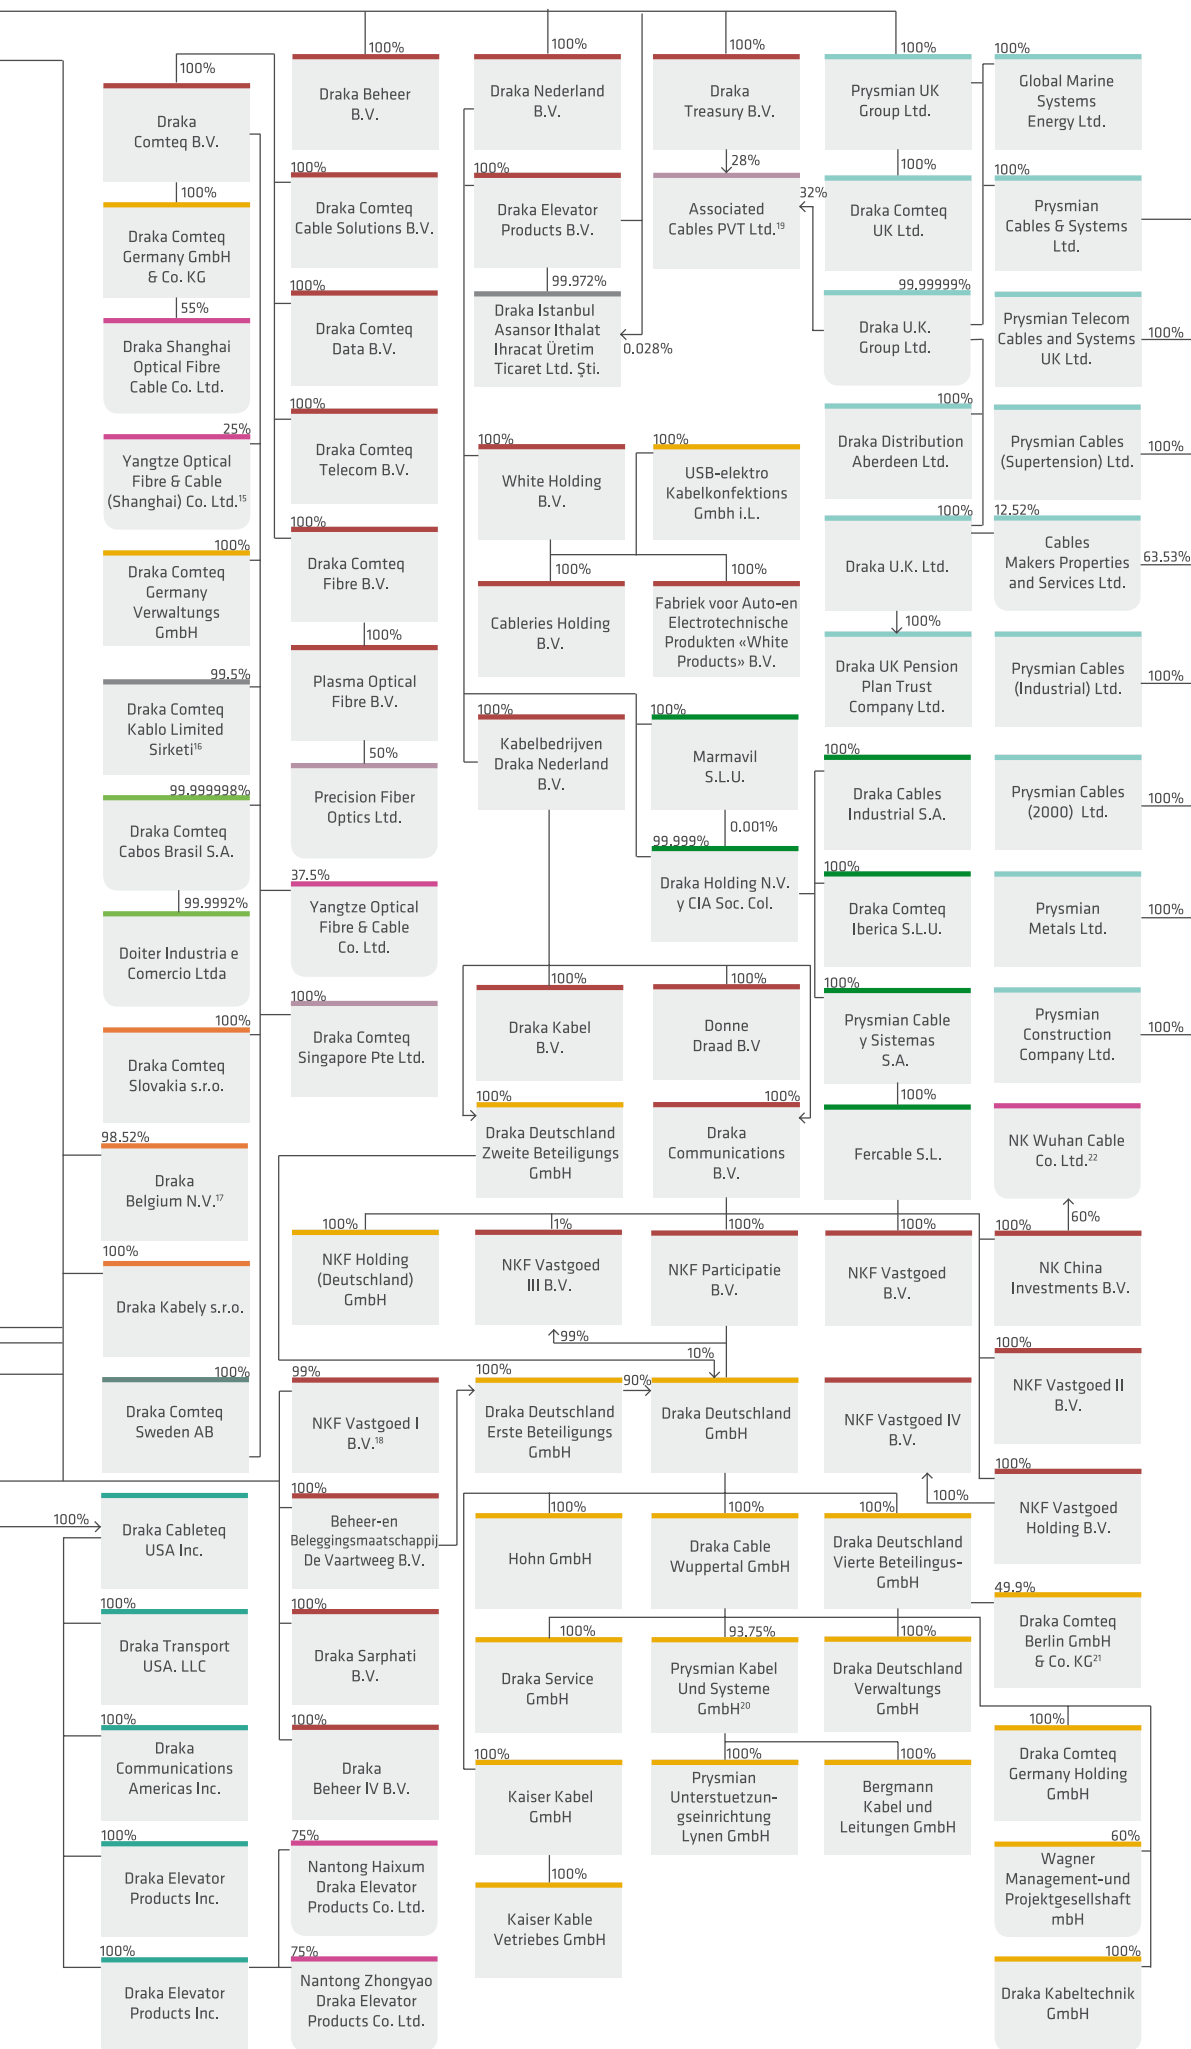 100%
Draka
Comteq B.V.
100%
Draka Comteq
Germany GmbH
& Co. KG
55%
Draka Shanghai
Optical Fibre
Cable Co. Ltd.
25%
Yangtze Optical
Fibre & Cable
(Shanghai) Co. Ltd.15
100%
Draka Comteq
Germany
Verwaltungs
GmbH
99.5%
Draka Comteq
Kablo Limited
Sirketi16
99.999998%
Draka Comteq
Cabos Brasil S.A.
99.9992%
Doiter Industria e
Comercio Ltda
100%
Draka Comteq
Slovakia s.r.o.
98.52%
Draka
Belgium N.V.17
100%
Draka Kabely s.r.o.
100%
Draka Comteq
Sweden AB
100%
Draka Cableteq
USA Inc.
100%
Draka Transport
USA. LLC
100%
Draka
Communications
Americas Inc.
100%
Draka Elevator
Products Inc.
100%
Draka Elevator
Products Inc.
100%
Draka Beheer
B.V.
100%
Draka Comteq
Cable Solutions B.V.
100%
Draka Comteq
Data B.V.
100%
Draka Comteq
Telecom B.V.
100%
Draka Comteq
Fibre B.V.
100%
Plasma Optical
Fibre B.V.
50%
Precision Fiber
Optics Ltd.
37.5%
Yangtze Optical
Fibre & Cable
Co. Ltd.
100%
Draka Comteq
Singapore Pte Ltd.
100%
NKF Holding
(Deutschland)
GmbH
99%
NKF Vastgoed I
B.V.18
100%
Beheer-en
Beleggingsmaatschappij
De Vaartweeg B.V.
100%
Draka Sarphati
B.V.
100%
Draka
Beheer IV B.V.
75%
Nantong Haixum
Draka Elevator
Products Co. Ltd.
75%
Nantong Zhongyao
Draka Elevator
Products Co. Ltd.
100%
Draka Nederland
B.V.
100%
Draka Elevator
Products B.V.
99.972%
Draka Istanbul
Asansor Ithalat
Ihracat Üretim
Ticaret Ltd. Şti.
0.028%
100%
White Holding
B.V.
100%
Cableries Holding
B.V.
100%
Kabelbedrijven
Draka Nederland
B.V.
100%
Draka Kabel
B.V.
100%
Draka Deutschland
Zweite Beteiligungs
GmbH
1%
NKF Vastgoed
III B.V.
99%
100%
Draka Deutschland
Erste Beteiligungs
GmbH
90%
100%
Hohn GmbH
100%
Draka Service
GmbH
100%
Kaiser Kabel
GmbH
100%
Kaiser Kable
Vetriebes GmbH
100%
Draka
Treasury B.V.
28%
Associated
Cables PVT Ltd.19
32%
100%
USB-elektro
Kabelkonfektions
Gmbh i.L.
100%
Fabriek voor Auto-en
Electrotechnische
Produkten «White
Products» B.V.
100%
Marmavil
S.L.U.
0.001%
99.999%
Draka Holding N.V.
y CIA Soc. Col.
100%
Donne
Draad B.V
100%
Draka
Communications
B.V.
100%
NKF Participatie
B.V.
10%
Draka Deutschland
GmbH
100%
Draka Cable
Wuppertal GmbH
93.75%
Prysmian Kabel
Und Systeme
GmbH20
100%
Prysmian
Unterstuetzun-
gseinrichtung
Lynen GmbH
100%
Prysmian UK
Group Ltd.
100%
Draka Comteq
UK Ltd.
99.99999%
Draka U.K.
Group Ltd.
100%
Draka Distribution
Aberdeen Ltd.
100%
Draka U.K. Ltd.
100%
Draka UK Pension
Plan Trust
Company Ltd.
100%
Draka Cables
Industrial S.A.
100%
Draka Comteq
Iberica S.L.U.
100%
Prysmian Cable
y Sistemas
S.A.
100%
Fercable S.L.
100%
NKF Vastgoed
B.V.
NKF Vastgoed IV
B.V.
100%
100%
Draka Deutschland
Vierte Beteilingus-
GmbH
100%
Draka Deutschland
Verwaltungs
GmbH
100%
Bergmann
Kabel und
Leitungen GmbH
100%
Global Marine
Systems
Energy Ltd.
100%
Prysmian
Cables & Systems
Ltd.
Prysmian Telecom
Cables and Systems
UK Ltd.
100%
Prysmian Cables
(Supertension) Ltd.
100%
12.52%
Cables
Makers Properties
and Services Ltd.
63.53%
Prysmian Cables
(Industrial) Ltd.
100%
Prysmian Cables
(2000) Ltd.
100%
Prysmian
Metals Ltd.
100%
Prysmian
Construction
Company Ltd.
100%
NK Wuhan Cable
Co. Ltd.22
60%
100%
NK China
Investments B.V.
100%
NKF Vastgoed II
B.V.
100%
NKF Vastgoed
Holding B.V.
49.9%
Draka Comteq
Berlin GmbH
& Co. KG21
100%
Draka Comteq
Germany Holding
GmbH
60%
Wagner
Management-und
Projektgesellshaft
mbH
100%
Draka Kabeltechnik
GmbH